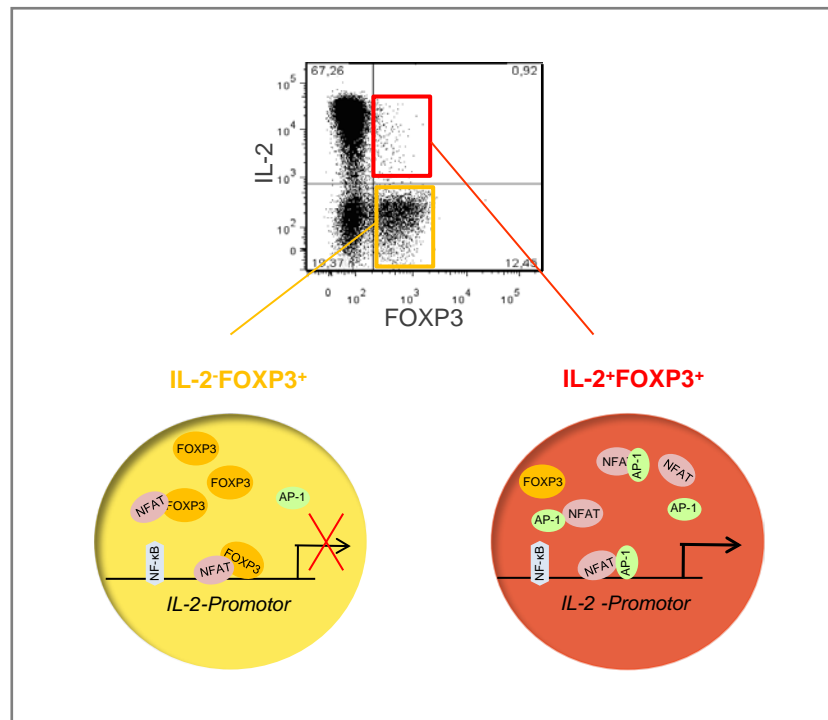 67,26 0,92
10⁵
10⁴
10³
10²
0
IL-2
19,37 12,45
0 10² 10³ 10⁴ 10⁵
FOXP3
IL-2⁻FOXP3⁺
FOXP3
FOXP3
AP-1
NFAT
FOXP3
NF-κB
NFAT
FOXP3
IL-2-Promotor
IL-2⁺FOXP3⁺
NFAT
AP-1
NFAT
FOXP3
AP-1
NFAT
AP-1
NF-κB
NFAT
AP-1
IL-2 -Promotor